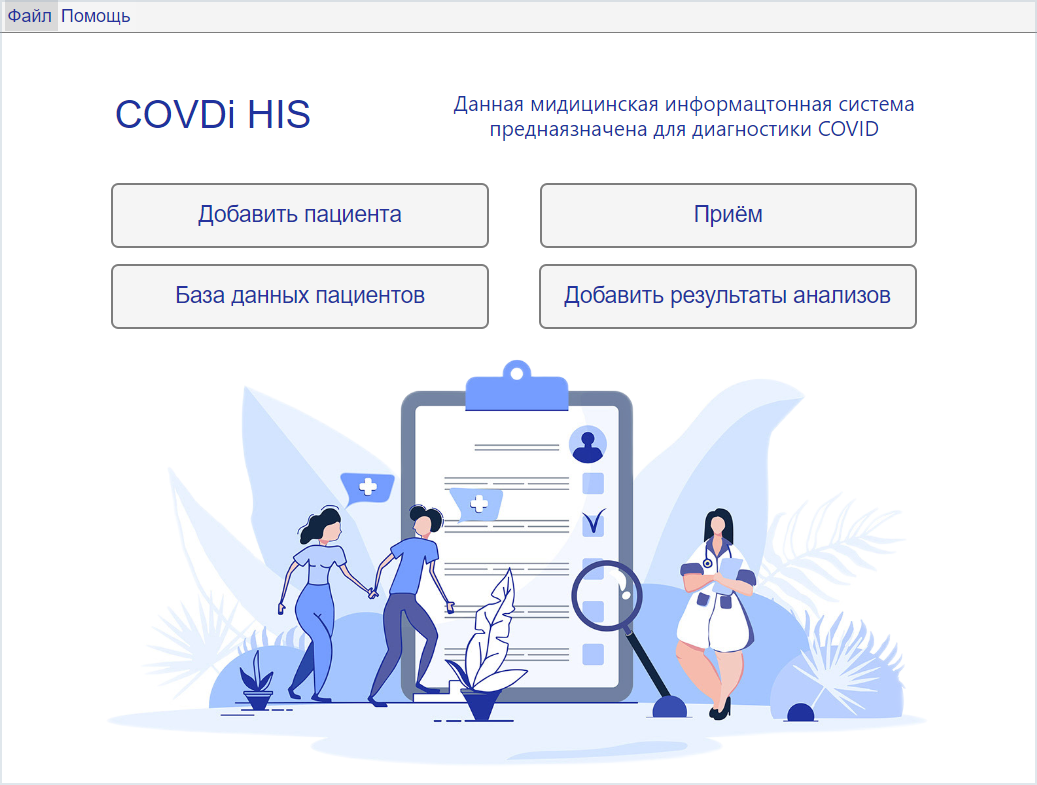 Файл Помощь
COVDi HIS
Данная мидицинская информацтонная система
преднаязначена для диагностики COVID
Добавить пациента
Приём
База данных пациентов
Добавить результаты анализов